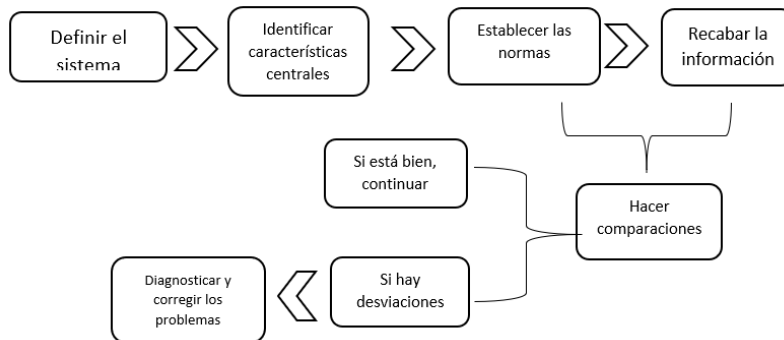 Definir el
sistema
Identificar
características
centrales
Establecer las
normas
Recabar la
información
Si está bien,
continuar
Hacer
comparaciones
Si hay
desviaciones
Diagnosticar y
corregir los
problemas